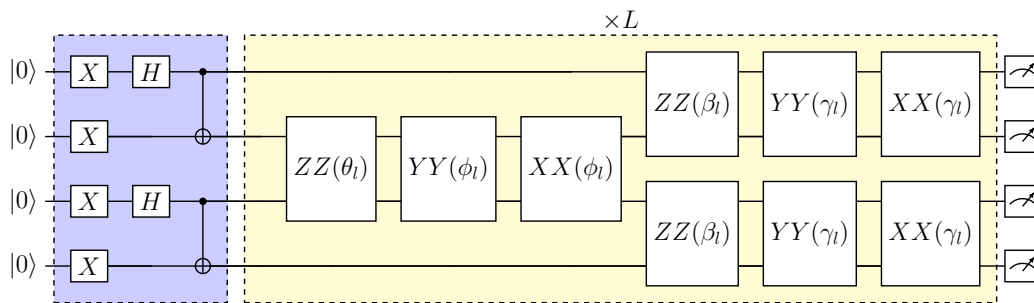 ×L
|0⟩ X H
ZZ(β_l) YY(γ_l) XX(γ_l)
|0⟩ X
ZZ(θ_l) YY(ϕ_l) XX(ϕ_l)
|0⟩ X H
ZZ(β_l) YY(γ_l) XX(γ_l)
|0⟩ X